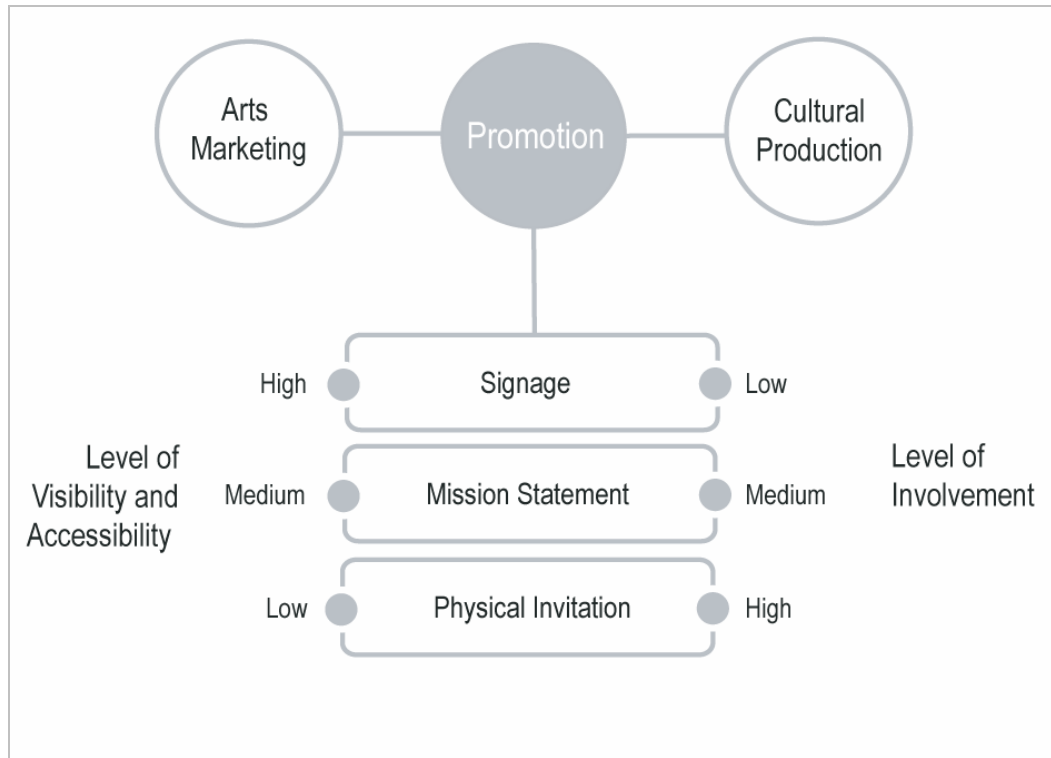 Arts
Marketing
Promotion
Cultural
Production
High
Signage
Low
Level of
Visibility and
Accessibility
Medium
Mission Statement
Medium
Level of
Involvement
Low
Physical Invitation
High